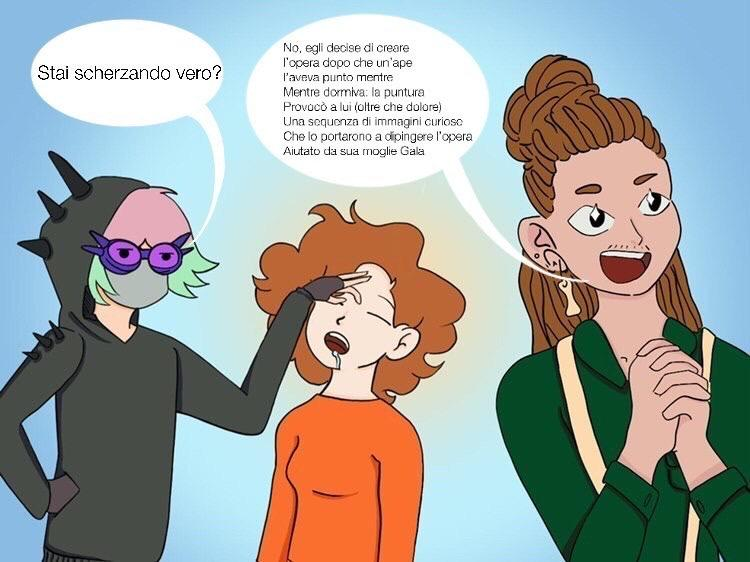 Stai scherzando vero?
No, egli decise di creare
l'opera dopo che un'ape
l'aveva punto mentre
Mentre dormiva: la puntura
Provocò a lui (oltre che dolore)
Una sequenza di immagini curiose
Che lo portarono a dipingere l'opera
Aiutato da sua moglie Gala